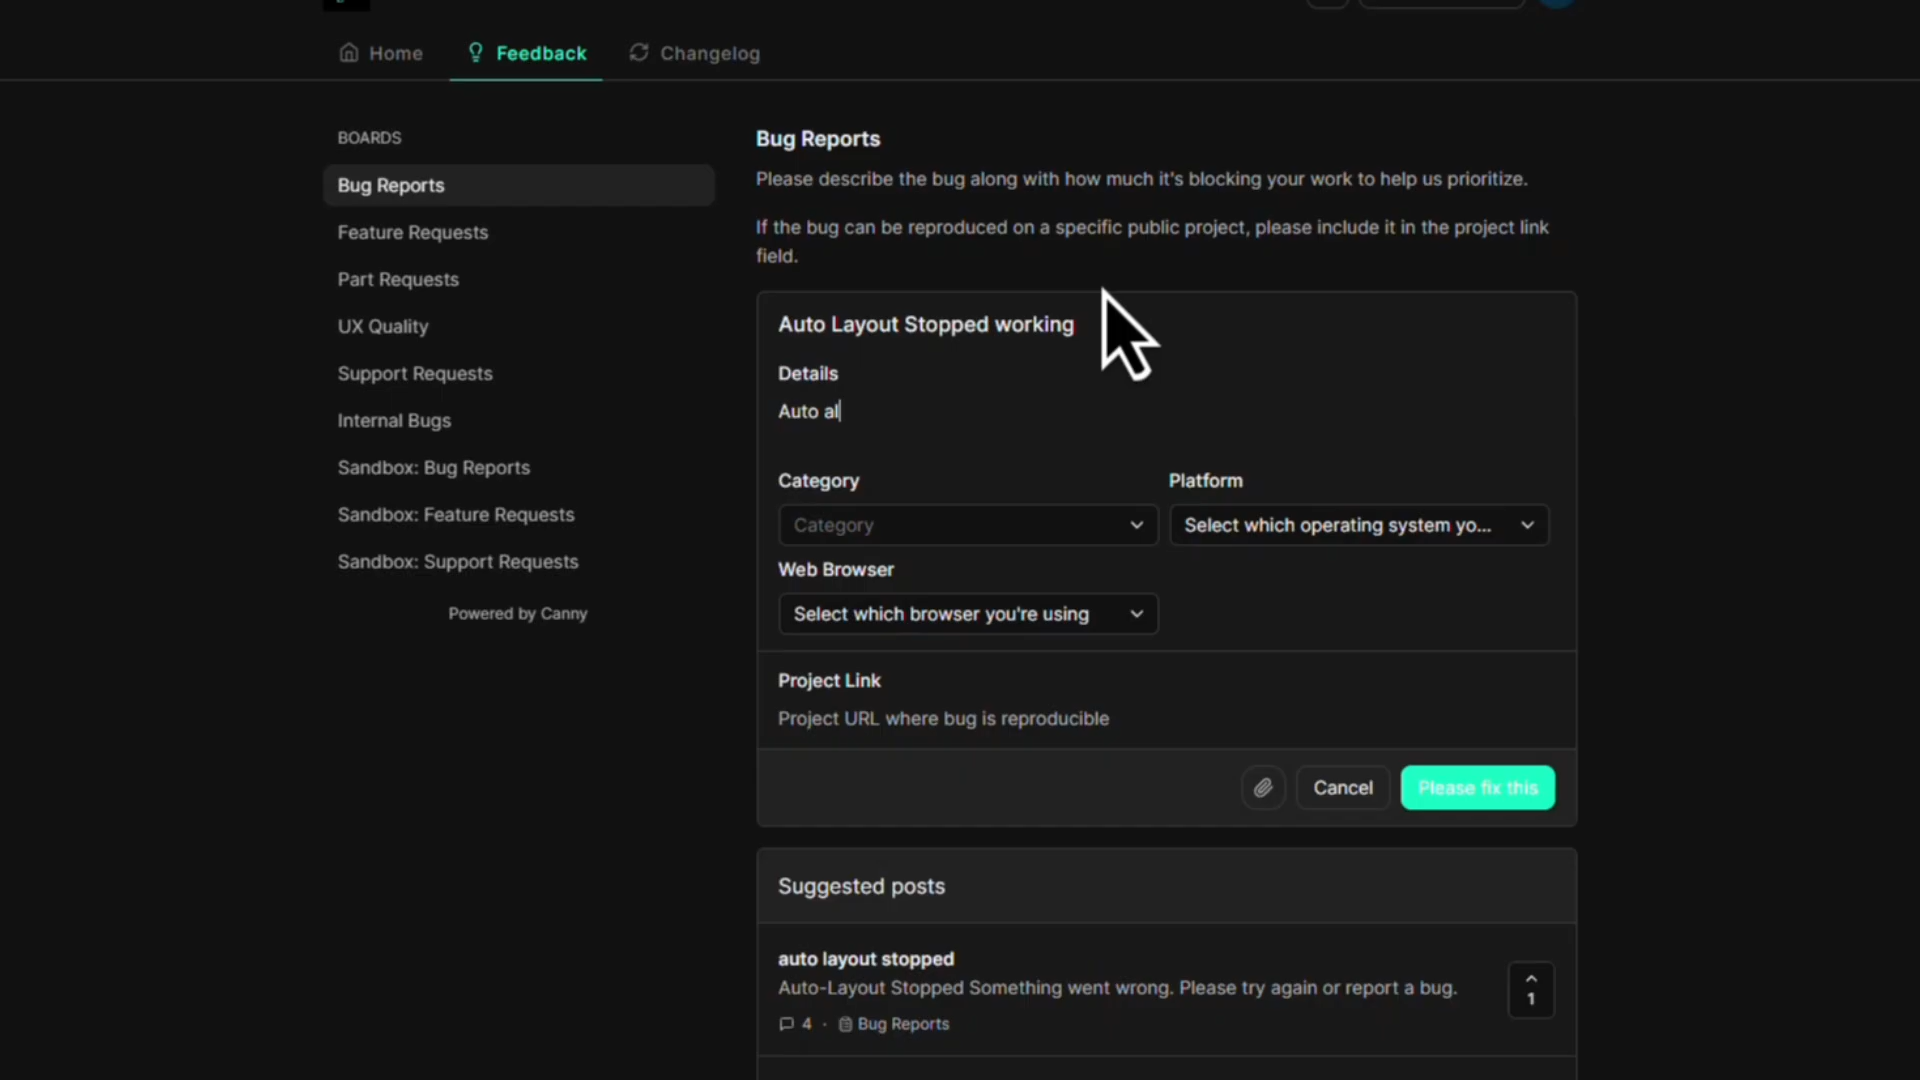 Home
Feedback
Changelog
BOARDS
Bug Reports
Feature Requests
Part Requests
UX Quality
Support Requests
Internal Bugs
Sandbox: Bug Reports
Sandbox: Feature Requests
Sandbox: Support Requests
Powered by Canny
Bug Reports
Please describe the bug along with how much it's blocking your work to help us prioritize.
If the bug can be reproduced on a specific public project, please include it in the project link
field.
Auto Layout Stopped working
Details
Auto al
Category
Platform
Category
Select which operating system yo...
Web Browser
Select which browser you're using
Project Link
Project URL where bug is reproducible
Cancel
Please fix this
Suggested posts
auto layout stopped
Auto-Layout Stopped Something went wrong. Please try again or report a bug.
1
4 · Bug Reports